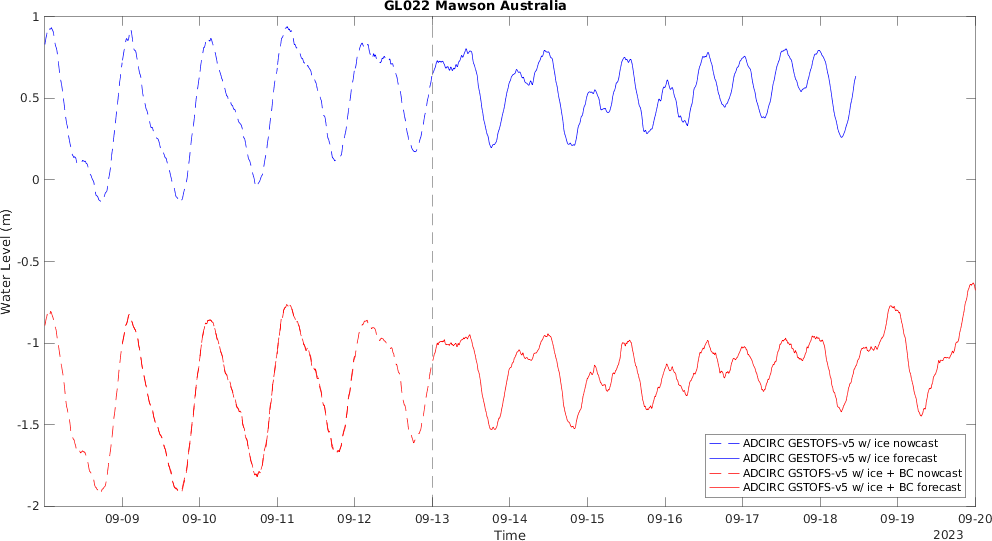 GL022 Mawson Australia
1
0.5
0
-0.5
-1
-1.5
-2
Water Level (m)
ADCIRC GESTOFS-v5 w/ ice nowcast
ADCIRC GESTOFS-v5 w/ ice forecast
ADCIRC GSTOFS-v5 w/ ice + BC nowcast
ADCIRC GSTOFS-v5 w/ ice + BC forecast
09-09 09-10 09-11 09-12 09-13 09-14 09-15 09-16 09-17 09-18 09-19 09-20
Time
2023